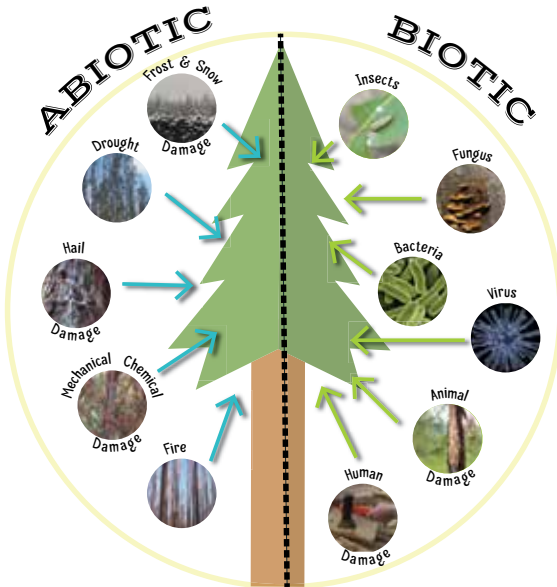 ABIOTIC
BIOTIC
Frost & Snow
Damage
Drought
Hail
Damage
Mechanical Chemical
Damage
Fire
Insects
Fungus
Bacteria
Virus
Animal
Damage
Human
Damage